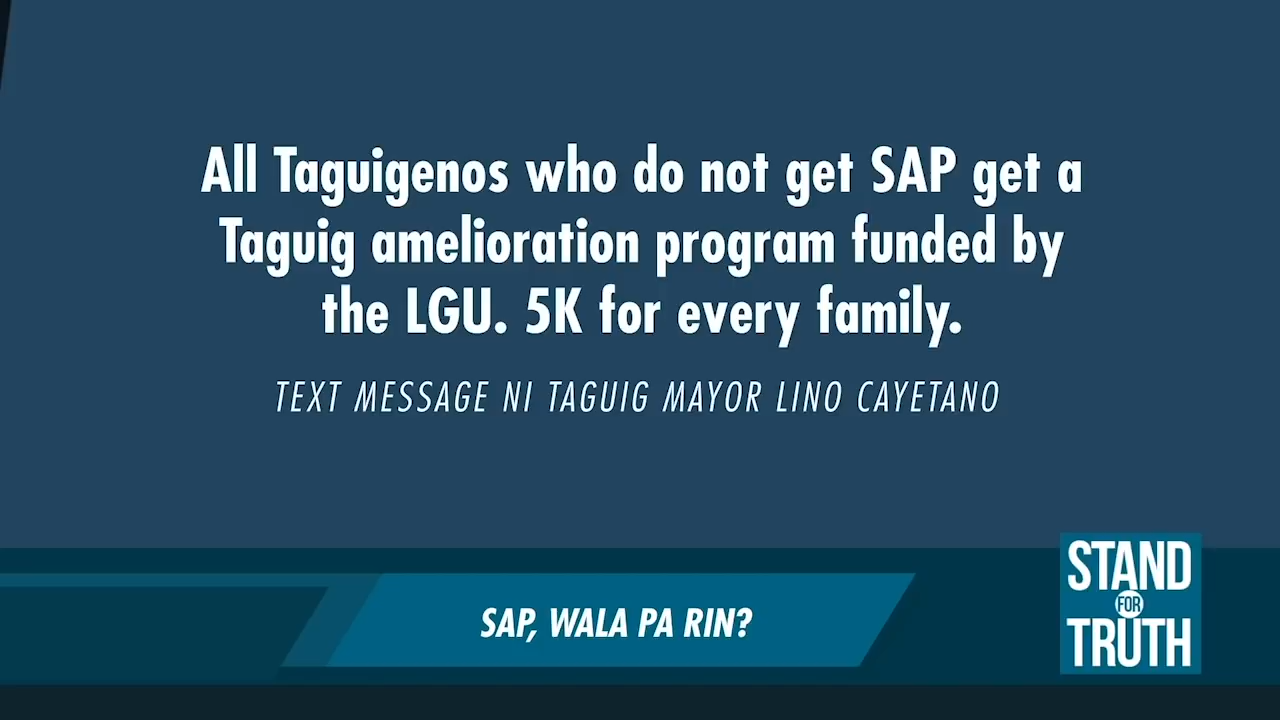 All Taguigenos who do not get SAP get a
Taguig amelioration program funded by
the LGU. 5K for every family.
TEXT MESSAGE NI TAGUIG MAYOR LINO CAYETANO
SAP, WALA PA RIN?
STAND
FOR
TRUTH